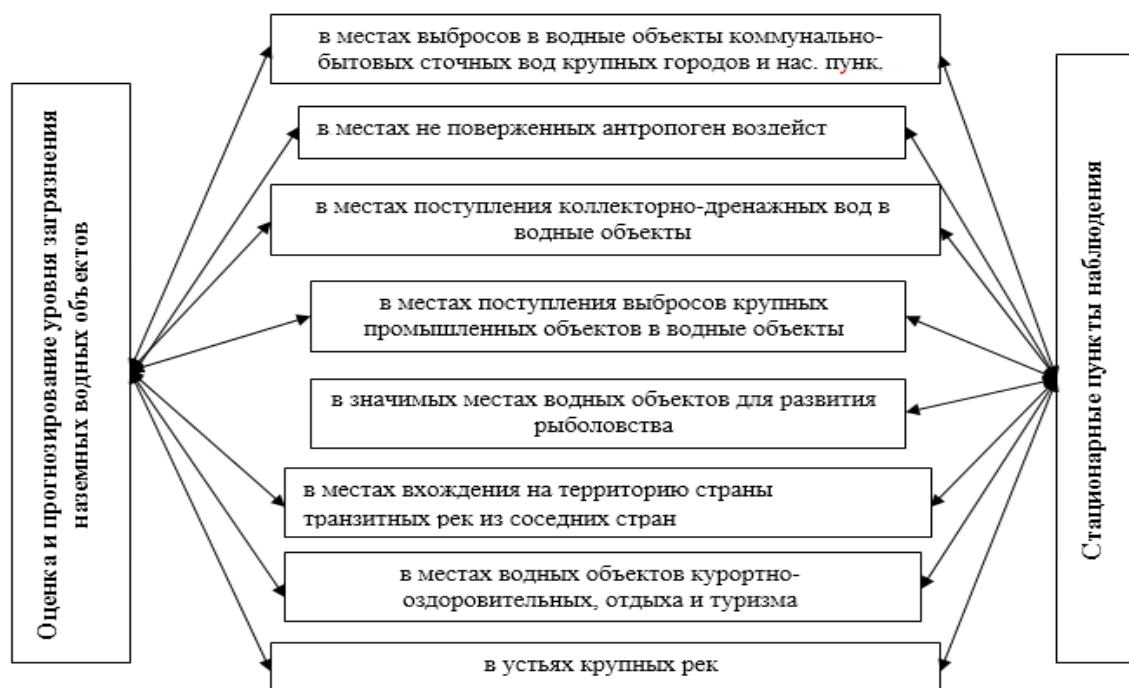 Оценка и прогнозирование уровня загрязнения
наземных водных объектов
в местах выбросов в водные объекты коммунально-
бытовых сточных вод крупных городов и нас. пунк.
в местах не поверженных антропоген воздейст
в местах поступления коллекторно-дренажных вод в
водные объекты
в местах поступления выбросов крупных
промышленных объектов в водные объекты
в значимых местах водных объектов для развития
рыболовства
в местах вхождения на территорию страны
транзитных рек из соседних стран
в местах водных объектов курортно-
оздоровительных, отдыха и туризма
в устьях крупных рек
Стационарные пункты наблюдения